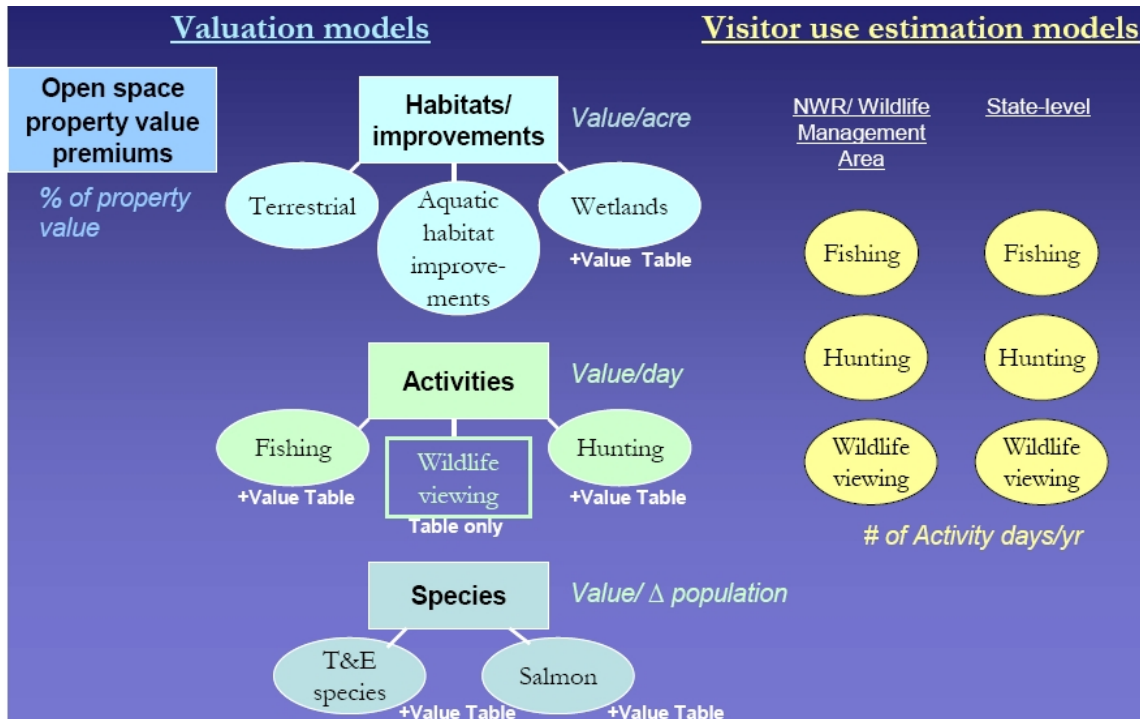 Valuation models
Visitor use estimation models
Open space
property value
premiums
% of property
value
Habitats/
improvements
Value/acre
Terrestrial
Aquatic
habitat
improve-
ments
Wetlands
+Value Table
Activities
Value/day
Fishing
+Value Table
Wildlife
viewing
Table only
Hunting
+Value Table
Species
Value/ Δ population
T&E
species
+Value Table
Salmon
+Value Table
NWR/ Wildlife
Management
Area
State-level
Fishing
Fishing
Hunting
Hunting
Wildlife
viewing
Wildlife
viewing
# of Activity days/yr